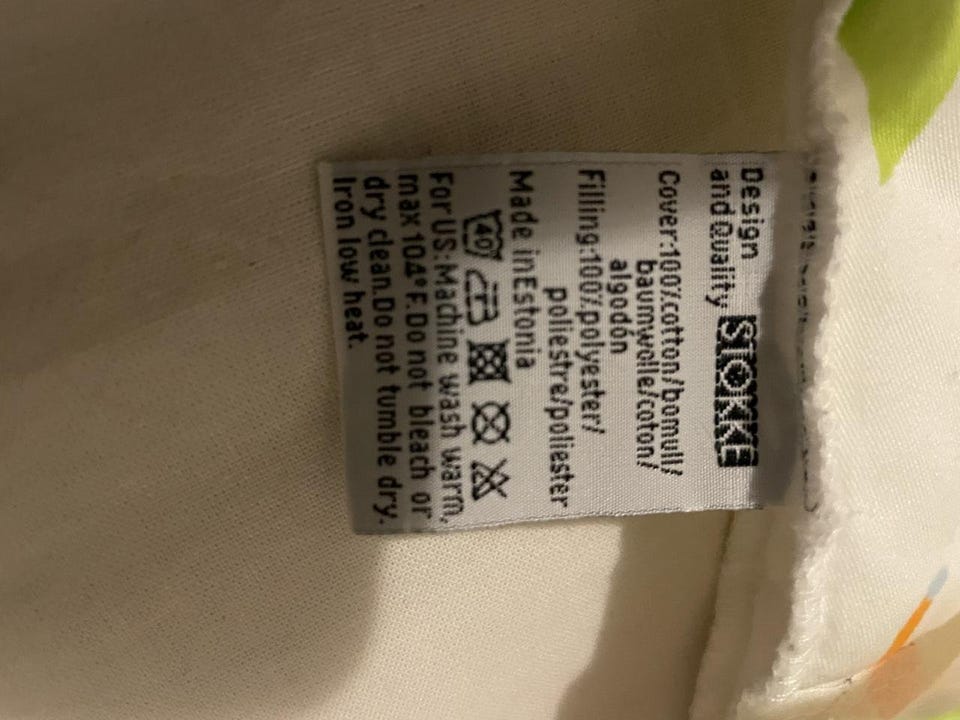 Design
and Quality STOKKE
Cover:100%cotton/bomull/
baumwolle/coton/
algodón
Filling:100%polyester/
poliestre/poliester
Made in Estonia
40
For US:Machine wash warm,
max 104°F.Do not bleach or
dry clean.Do not tumble dry.
Iron low heat.